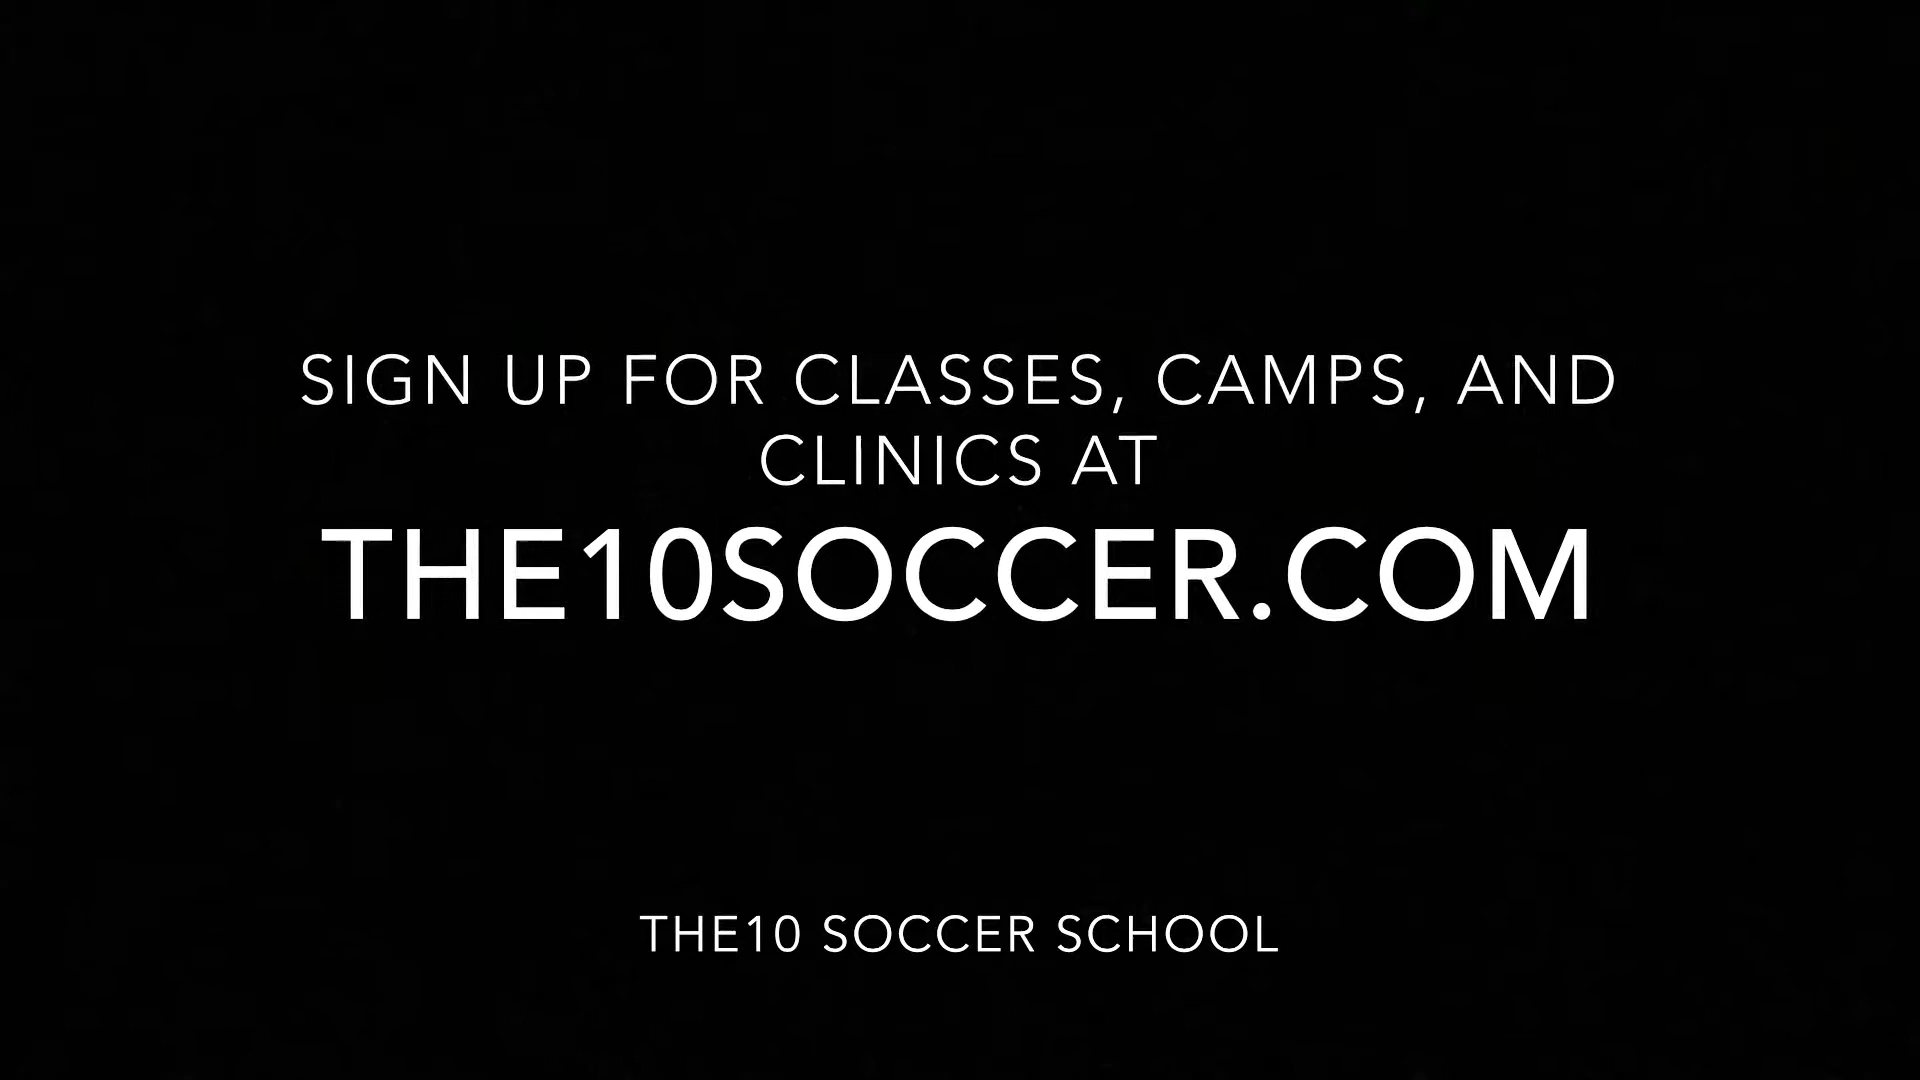 SIGN UP FOR CLASSES, CAMPS, AND
CLINICS AT
THE10SOCCER.COM
THE10 SOCCER SCHOOL